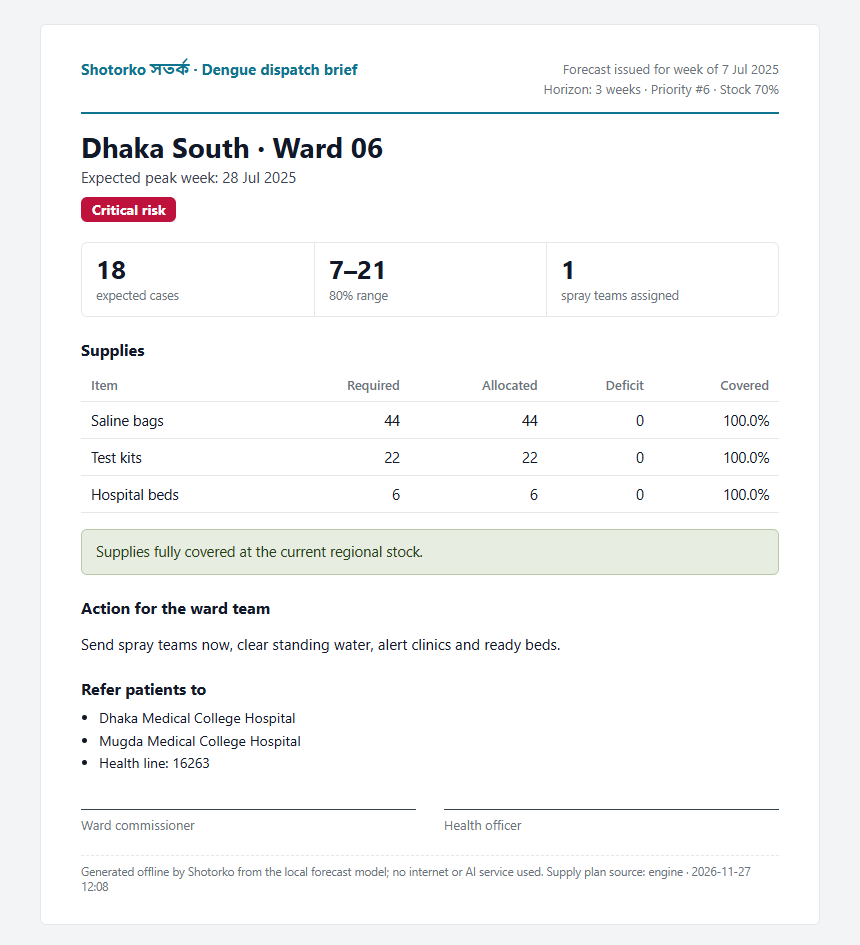 Shotorko সতর্ক · Dengue dispatch brief
Forecast issued for week of 7 Jul 2025
Horizon: 3 weeks · Priority #6 · Stock 70%
Dhaka South · Ward 06
Expected peak week: 28 Jul 2025
Critical risk
18 7–21 1
expected cases 80% range spray teams assigned
Supplies
Item Required Allocated Deficit Covered
Saline bags 44 44 0 100.0%
Test kits 22 22 0 100.0%
Hospital beds 6 6 0 100.0%
Supplies fully covered at the current regional stock.
Action for the ward team
Send spray teams now, clear standing water, alert clinics and ready beds.
Refer patients to
• Dhaka Medical College Hospital
• Mugda Medical College Hospital
• Health line: 16263
Ward commissioner Health officer
Generated offline by Shotorko from the local forecast model; no internet or AI service used. Supply plan source: engine · 2026-11-27
12:08